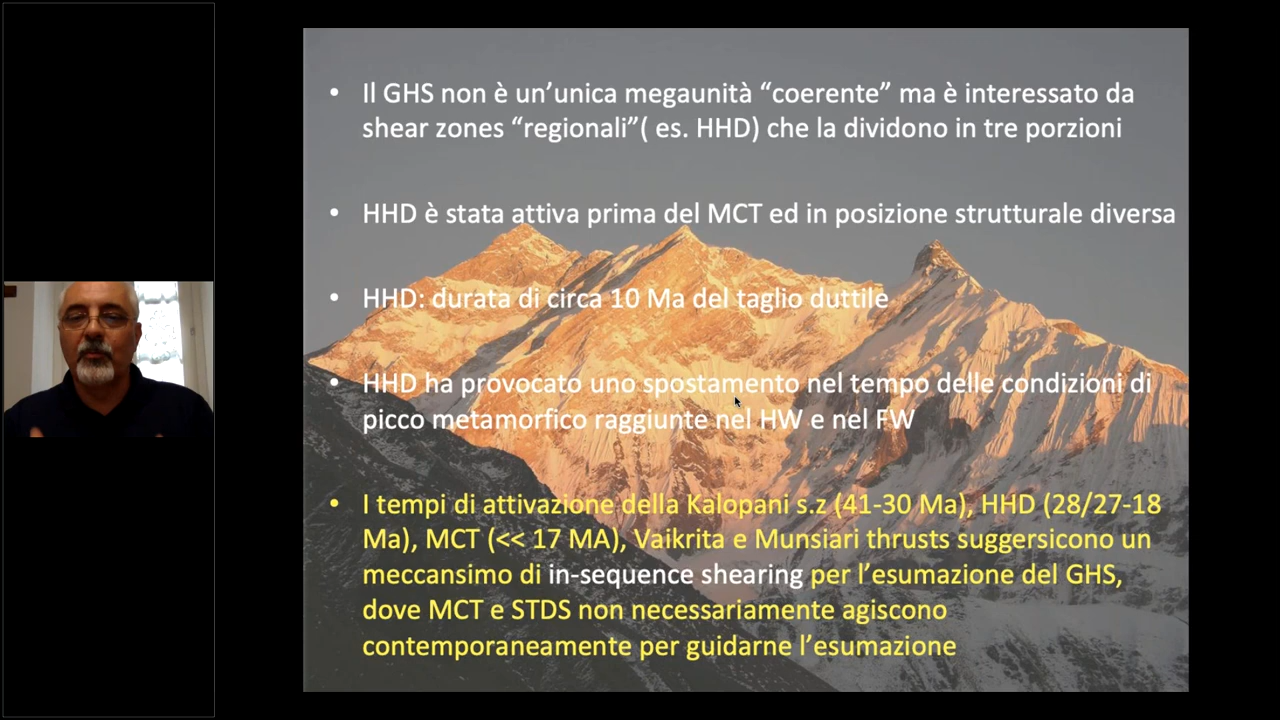 • Il GHS non è un’unica megaunità “coerente” ma è interessato da
shear zones “regionali”( es. HHD) che la dividono in tre porzioni
• HHD è stata attiva prima del MCT ed in posizione strutturale diversa
• HHD: durata di circa 10 Ma del taglio duttile
• HHD ha provocato uno spostamento nel tempo delle condizioni di
picco metamorfico raggiunte nel HW e nel FW
• I tempi di attivazione della Kalopani s.z (41-30 Ma), HHD (28/27-18
Ma), MCT (<< 17 MA), Vaikrita e Munsiari thrusts suggersicono un
meccansimo di in-sequence shearing per l’esumazione del GHS,
dove MCT e STDS non necessariamente agiscono
contemporaneamente per guidarne l’esumazione